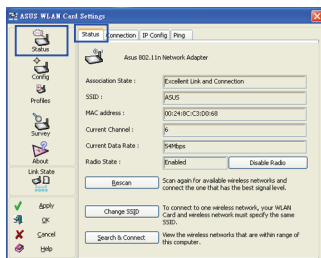 ASUS WLAN Card Settings
Status
Config
Profiles
Survey
About
Link State
Apply
OK
Cancel
Help
Status Connection IP Config Ping
Asus 802.11n Network Adapter
Association State : Excellent Link and Connection
SSID : ASUS
MAC address : 00:24:8C:C3:D0:68
Current Channel : 6
Current Data Rate : 54Mbps
Radio State : Enabled Disable Radio
Rescan
Scan again for available wireless networks and
connect the one that has the best signal level.
Change SSID
To connect to one wireless network, your WLAN
Card and wireless network must specify the same
SSID.
Search & Connect
View the wireless networks that are within range of
this computer.